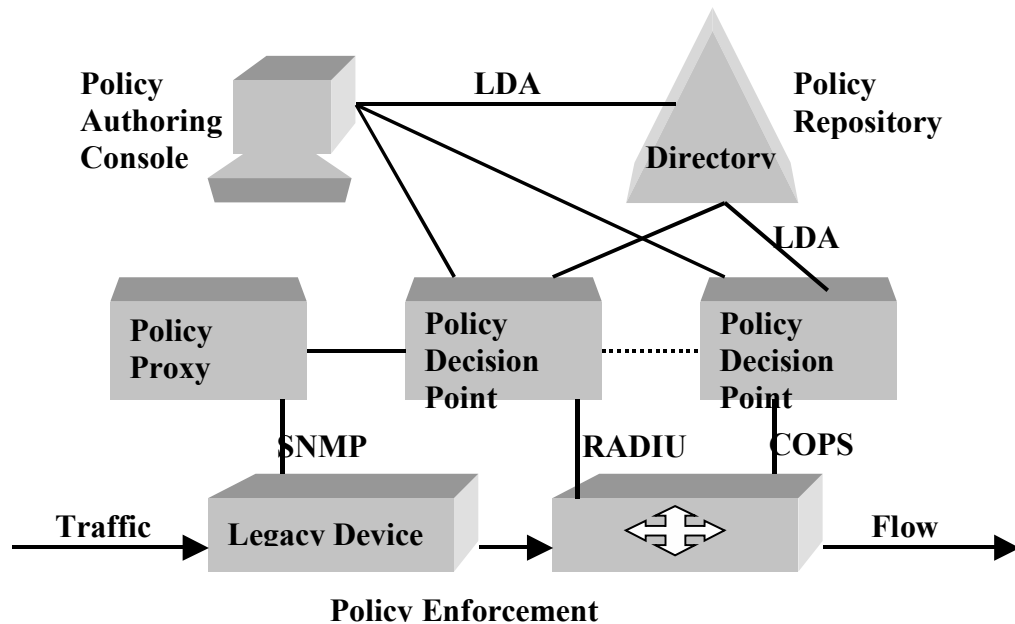 Policy
Authoring
Console
LDA
Policy
Repository
Directory
LDA
Policy
Proxy
Policy
Decision
Point
Policy
Decision
Point
SNMP
RADIU
COPS
Traffic
Legacy Device
Flow
Policy Enforcement